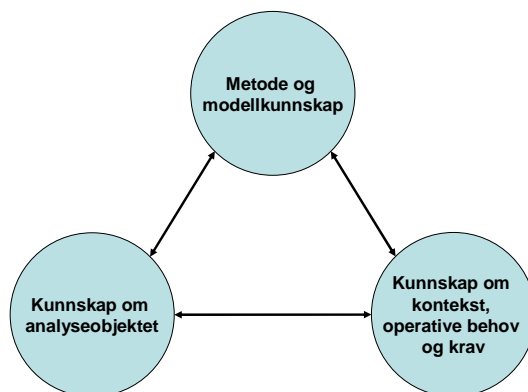 Metode og
modellkunnskap
Kunnskap om
analyseobjektet
Kunnskap om
kontekst,
operative behov
og krav